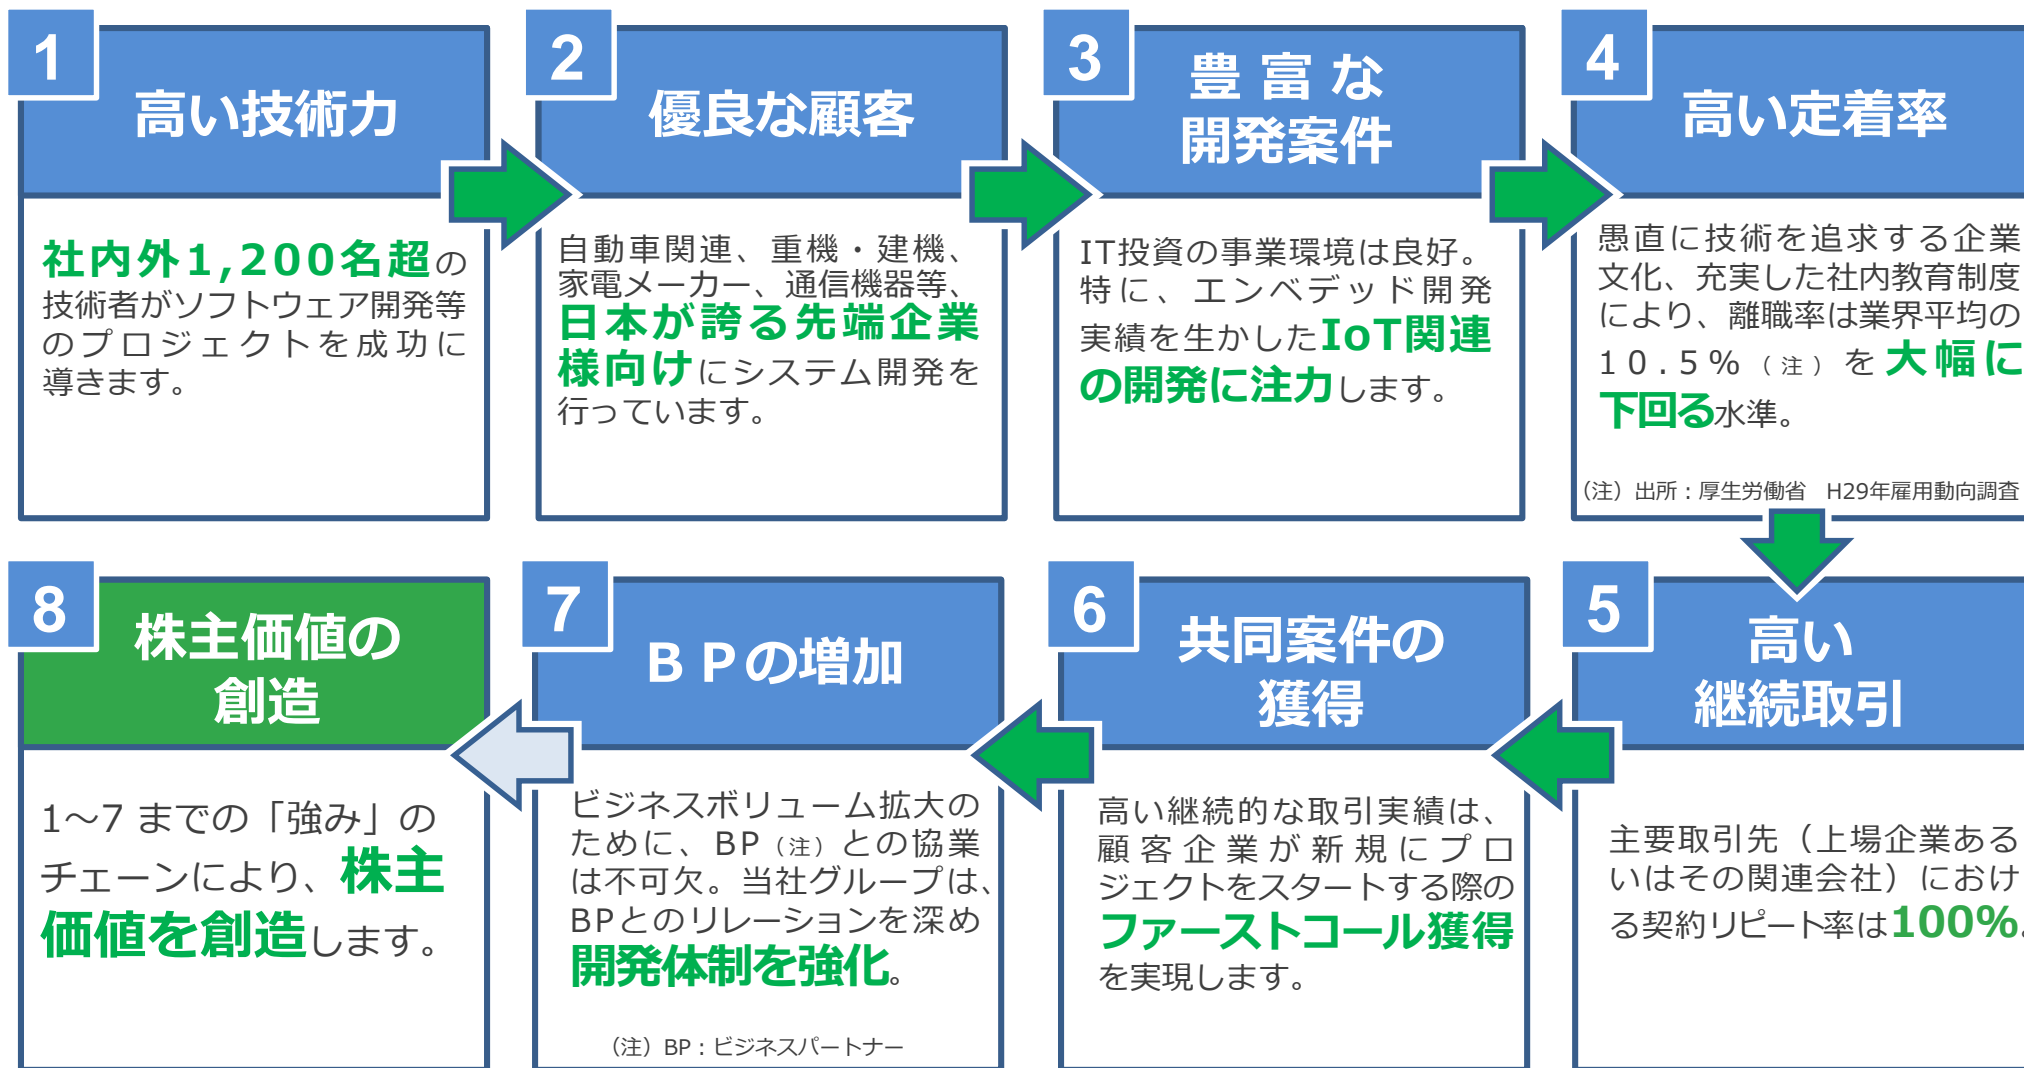 1
高い技術力
社内外1,200名超の
技術者がソフトウェア開発等
のプロジェクトを成功に
導きます。
2
優良な顧客
自動車関連、重機・建機、
家電メーカー、通信機器等、
日本が誇る先端企業
様向けにシステム開発を
行っています。
3
豊富な
開発案件
IT投資の事業環境は良好。
特に、エンベデッド開発
実績を生かしたIoT関連
の開発に注力します。
4
高い定着率
愚直に技術を追求する企業
文化、充実した社内教育制度
により、離職率は業界平均の
10.5%（注）を大幅に
下回る水準。
（注）出所：厚生労働省　H29年雇用動向調査
5
高い
継続取引
主要取引先（上場企業ある
いはその関連会社）におけ
る契約リピート率は100%。
6
共同案件の
獲得
高い継続的な取引実績は、
顧客企業が新規にプロ
ジェクトをスタートする際の
ファーストコール獲得
を実現します。
7
ＢＰの増加
ビジネスボリューム拡大の
ために、BP（注）との協業
は不可欠。当社グループは、
BPとのリレーションを深め
開発体制を強化。
（注）BP：ビジネスパートナー
8
株主価値の
創造
1～7 までの「強み」の
チェーンにより、株主
価値を創造します。